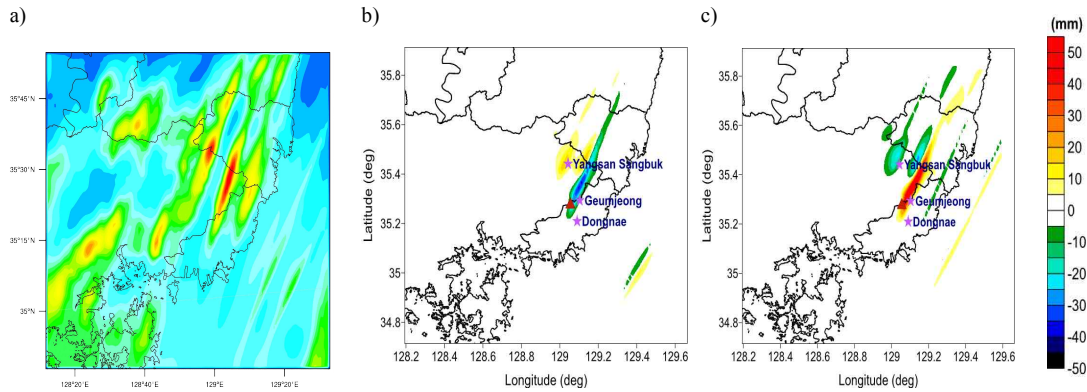 a)
b)
c)
(mm)
35°45'N
35°30'N
35°15'N
35°N
128°20'E
128°40'E
129°E
129°20'E
Latitude (deg)
35.8
35.6
35.4
35.2
35
34.8
128.2
128.4
128.6
128.8
129
129.2
129.4
129.6
Longitude (deg)
Yangsan Sangbuk
Geumjeong
Dongnae
Latitude (deg)
35.8
35.6
35.4
35.2
35
34.8
128.2
128.4
128.6
128.8
129
129.2
129.4
129.6
Longitude (deg)
Yangsan Sangbuk
Geumjeong
Dongnae
50
40
30
20
10
0
-10
-20
-30
-40
-50